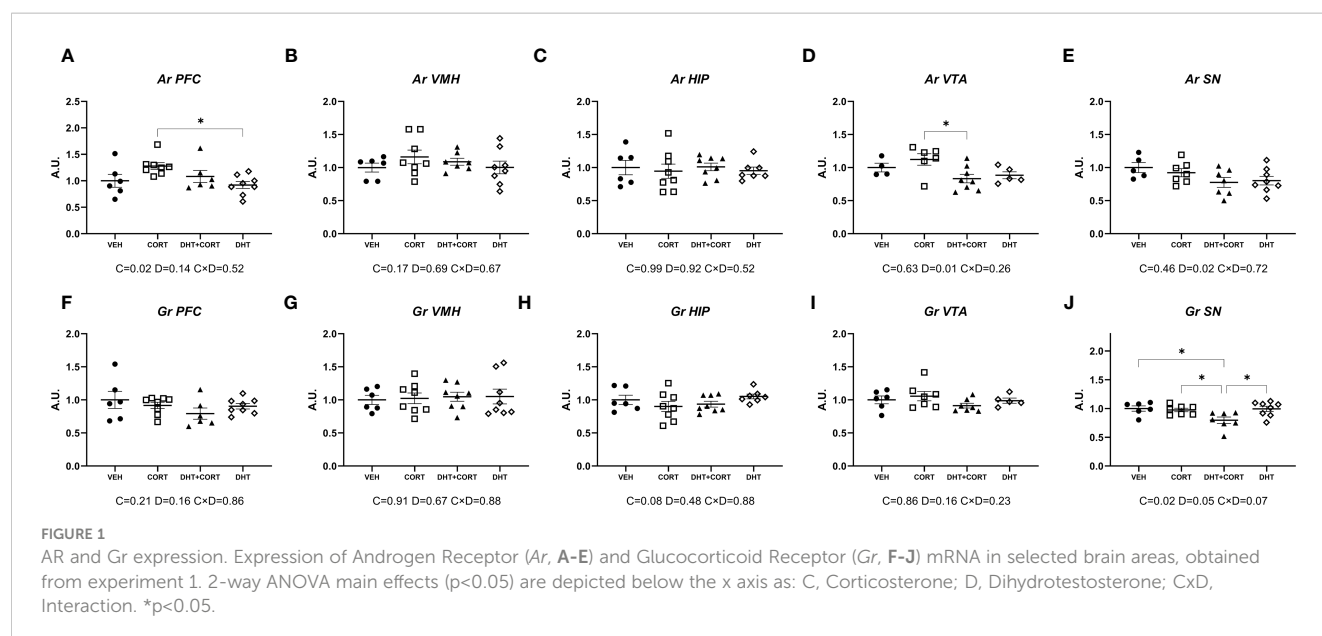 A
Ar PFC
A.U.
2.5
2.0
1.5
1.0
0.5
0.0
*
VEH CORT DHT+CORT DHT
C=0.02 D=0.14 C×D=0.52
B
Ar VMH
A.U.
2.0
1.5
1.0
0.5
0.0
VEH CORT DHT+CORT DHT
C=0.17 D=0.69 C×D=0.67
C
Ar HIP
A.U.
2.0
1.5
1.0
0.5
0.0
VEH CORT DHT+CORT DHT
C=0.99 D=0.92 C×D=0.52
D
Ar VTA
A.U.
2.0
1.5
1.0
0.5
0.0
*
VEH CORT DHT+CORT DHT
C=0.63 D=0.01 C×D=0.26
E
Ar SN
A.U.
2.0
1.5
1.0
0.5
0.0
VEH CORT DHT+CORT DHT
C=0.46 D=0.02 C×D=0.72
F
Gr PFC
A.U.
2.0
1.5
1.0
0.5
0.0
VEH CORT DHT+CORT DHT
C=0.21 D=0.16 C×D=0.86
G
Gr VMH
A.U.
2.0
1.5
1.0
0.5
0.0
VEH CORT DHT+CORT DHT
C=0.91 D=0.67 C×D=0.88
H
Gr HIP
A.U.
2.0
1.5
1.0
0.5
0.0
VEH CORT DHT+CORT DHT
C=0.08 D=0.48 C×D=0.88
I
Gr VTA
A.U.
2.0
1.5
1.0
0.5
0.0
VEH CORT DHT+CORT DHT
C=0.86 D=0.16 C×D=0.23
J
Gr SN
A.U.
2.0
1.5
1.0
0.5
0.0
*
* *
VEH CORT DHT+CORT DHT
C=0.02 D=0.05 C×D=0.07
FIGURE 1
AR and Gr expression. Expression of Androgen Receptor (Ar, A-E) and Glucocorticoid Receptor (Gr, F-J) mRNA in selected brain areas, obtained
from experiment 1. 2-way ANOVA main effects (p<0.05) are depicted below the x axis as: C, Corticosterone; D, Dihydrotestosterone; CxD,
Interaction. *p<0.05.